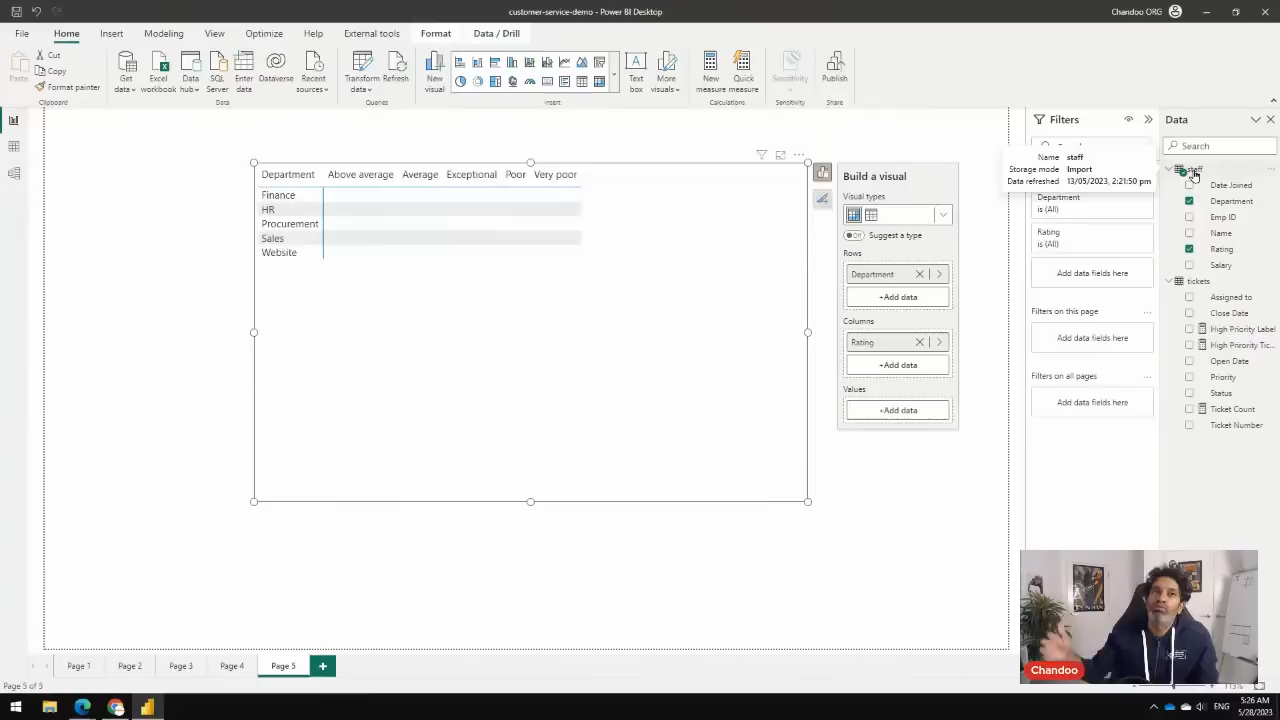 customer-service-demo - Power BI Desktop
Chandoo ORG
File Home Insert Modeling View Optimize Help External tools Format Data / Drill
Paste
Cut
Copy
Format painter
Get data
Excel workbook
Data hub
SQL Server
Enter data
Dataverse
Recent sources
Transform data
Refresh
New visual
Text box
More visuals
New measure
Quick measure
Sensitivity
Publish
Clipboard Data Queries Insert Calculations Sensitivity Share
Department Above average Average Exceptional Poor Very poor
Finance
HR
Procurement
Sales
Website
Build a visual
Visual types
Off Suggest a type
Rows
Department
+Add data
Columns
Rating
+Add data
Values
+Add data
Filters
Name staff
Storage mode Import
Data refreshed 13/05/2023, 2:21:50 pm
Department
is (All)
Rating
is (All)
Add data fields here
Filters on this page
Add data fields here
Filters on all pages
Add data fields here
Data
Search
staff
Date Joined
Department
Emp ID
Name
Rating
Salary
tickets
Assigned to
Close Date
High Priority Label
High Prirority Tic...
Open Date
Priority
Status
Ticket Count
Ticket Number
Chandoo
Page 1 Page 2 Page 3 Page 4 Page 5
Page 5 of 5
113%
ENG
5:26 AM
5/28/2023